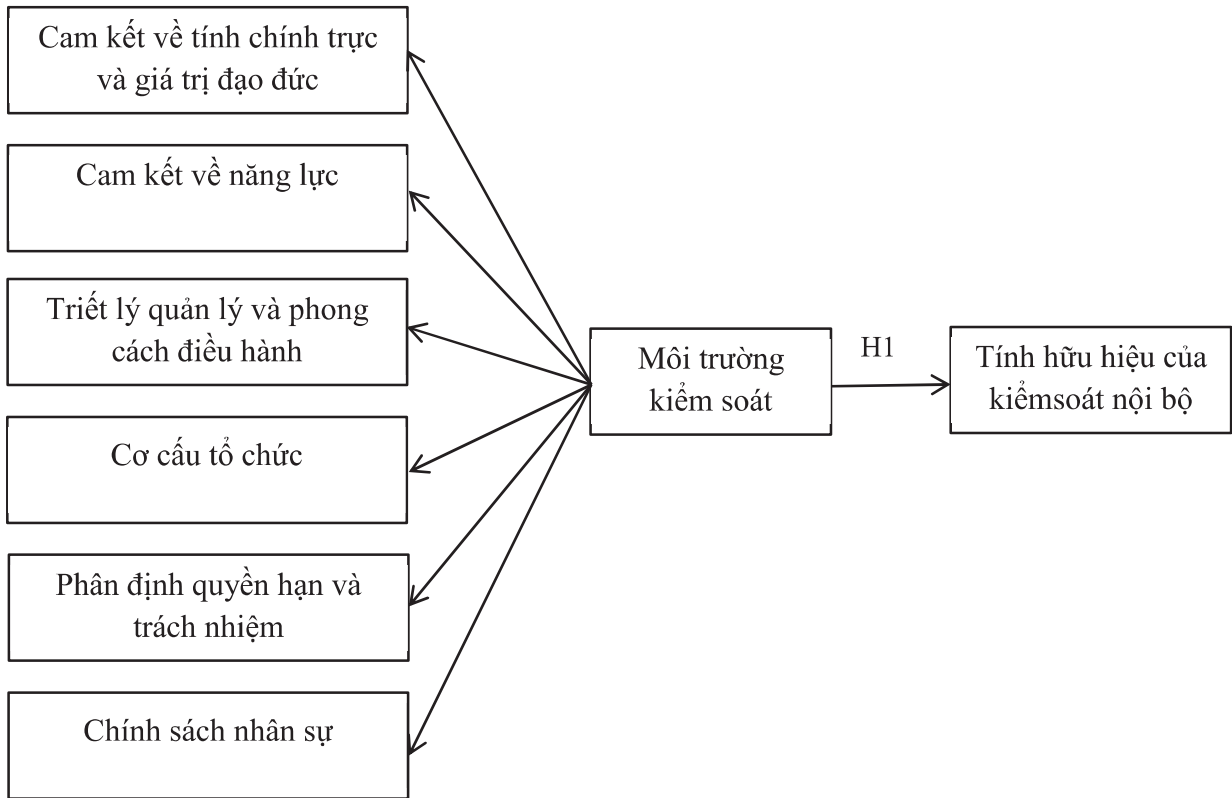 Cam kết về tính chính trực
và giá trị đạo đức
Cam kết về năng lực
Triết lý quản lý và phong
cách điều hành
Cơ cấu tổ chức
Phân định quyền hạn và
trách nhiệm
Chính sách nhân sự
Môi trường
kiểm soát
H1
Tính hữu hiệu của
kiểmsoát nội bộ